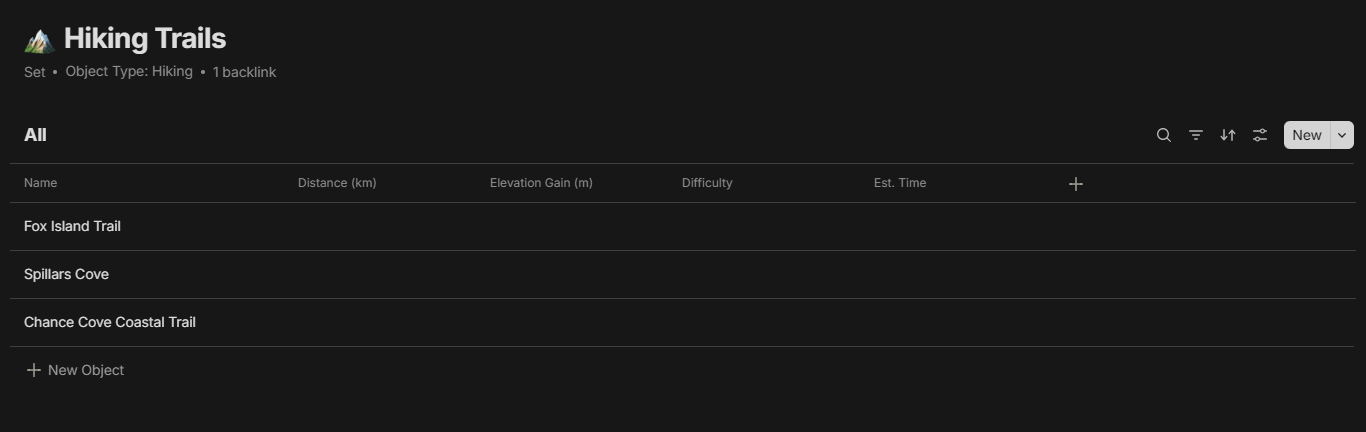 Hiking Trails
Set • Object Type: Hiking • 1 backlink
All
New
Name Distance (km) Elevation Gain (m) Difficulty Est. Time
Fox Island Trail
Spillars Cove
Chance Cove Coastal Trail
New Object